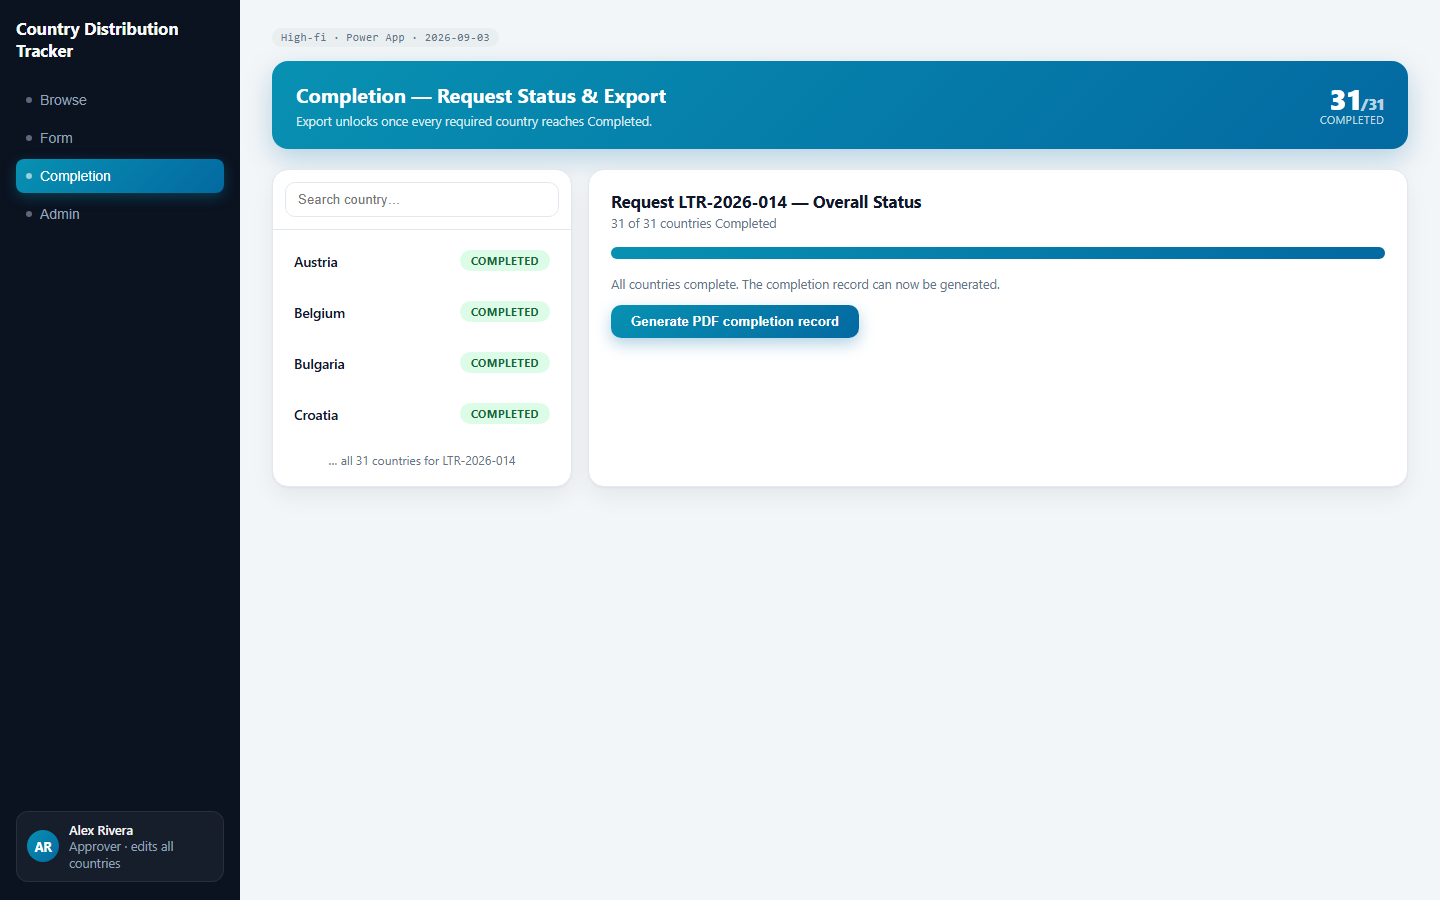 Country Distribution
Tracker
Browse
Form
Completion
Admin
AR
Alex Rivera
Approver · edits all
countries
High-fi · Power App · 2026-09-03
Completion — Request Status & Export
Export unlocks once every required country reaches Completed.
31/31
COMPLETED
Search country...
Austria COMPLETED
Belgium COMPLETED
Bulgaria COMPLETED
Croatia COMPLETED
... all 31 countries for LTR-2026-014
Request LTR-2026-014 — Overall Status
31 of 31 countries Completed
All countries complete. The completion record can now be generated.
Generate PDF completion record